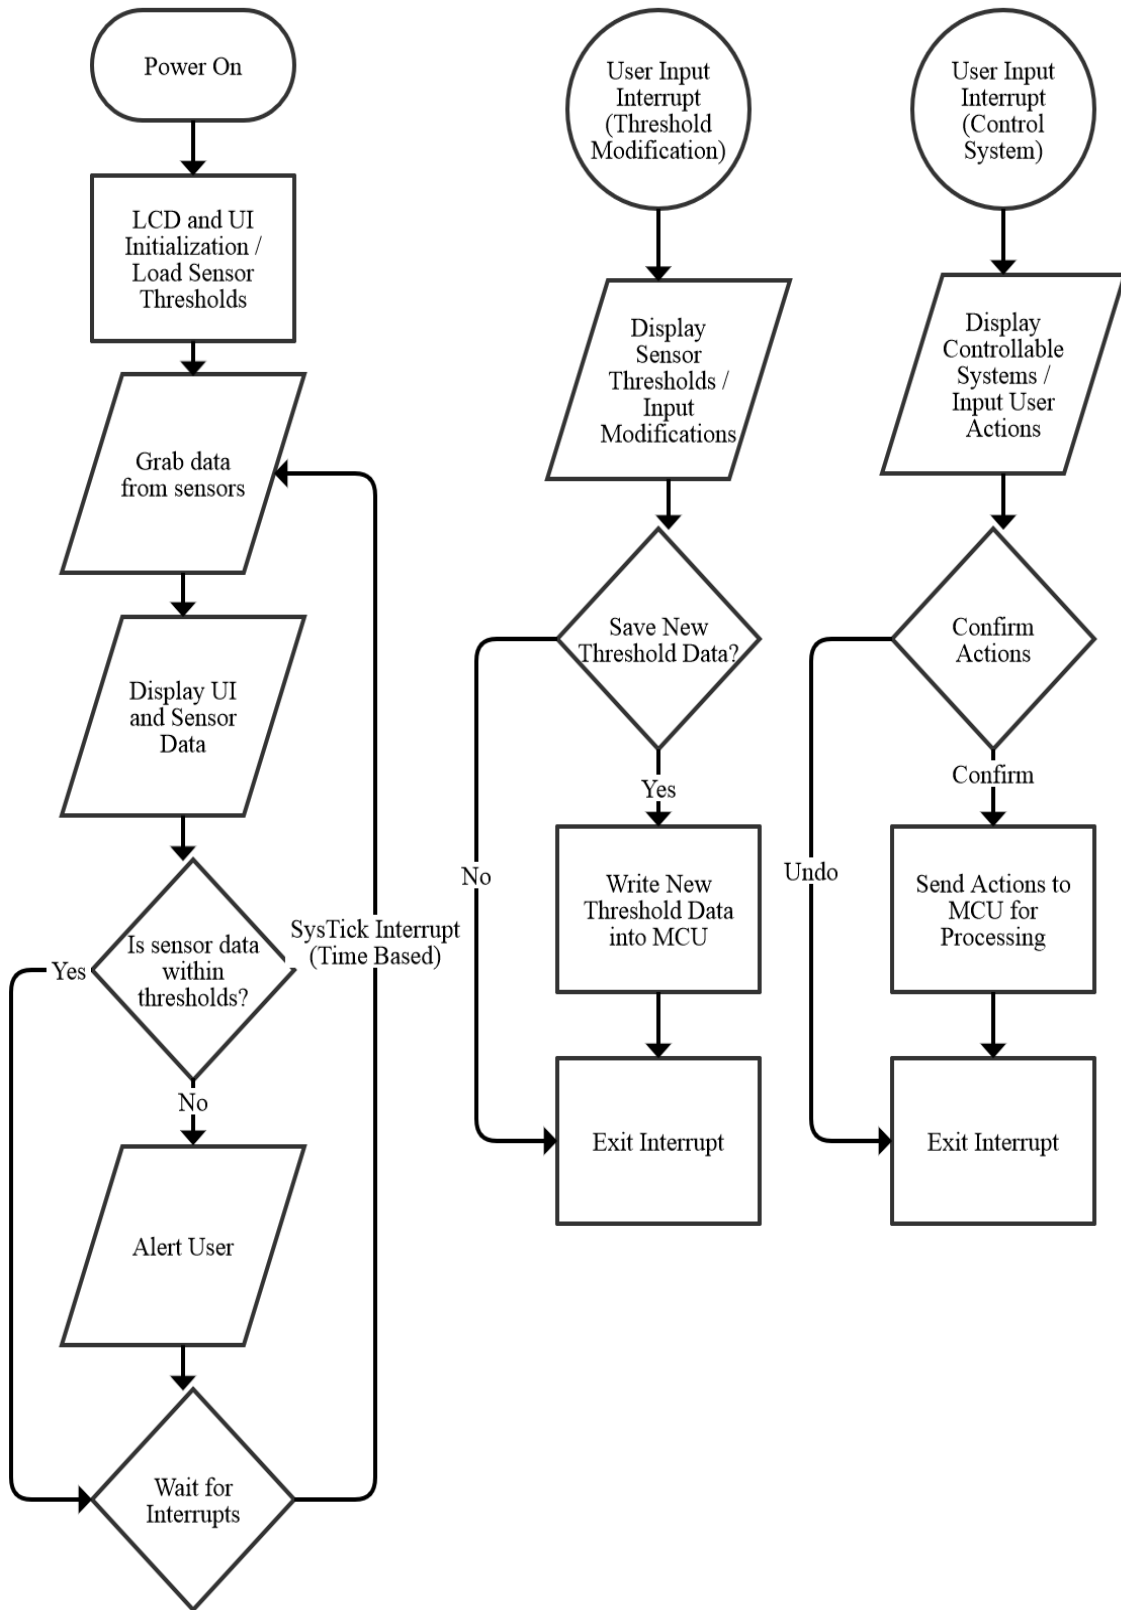 Power On
LCD and UI
Initialization /
Load Sensor
Thresholds
Grab data
from sensors
Display UI
and Sensor
Data
Is sensor data
within
thresholds?
Yes
No
SysTick Interrupt
(Time Based)
Alert User
Wait for
Interrupts
User Input
Interrupt
(Threshold
Modification)
Display
Sensor
Thresholds /
Input
Modifications
Save New
Threshold Data?
Yes
No
Write New
Threshold Data
into MCU
Exit Interrupt
User Input
Interrupt
(Control
System)
Display
Controllable
Systems /
Input User
Actions
Confirm
Actions
Confirm
Undo
Send Actions to
MCU for
Processing
Exit Interrupt